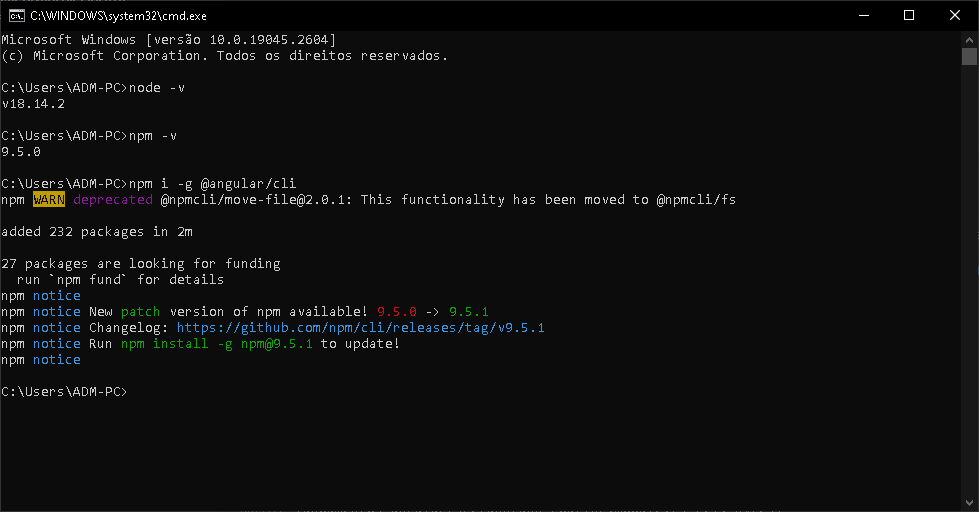 C:\WINDOWS\system32\cmd.exe
Microsoft Windows [versão 10.0.19045.2604]
(c) Microsoft Corporation. Todos os direitos reservados.
C:\Users\ADM-PC>node -v
v18.14.2
C:\Users\ADM-PC>npm -v
9.5.0
C:\Users\ADM-PC>npm i -g @angular/cli
npm WARN deprecated @npmcli/move-file@2.0.1: This functionality has been moved to @npmcli/fs
added 232 packages in 2m
27 packages are looking for funding
  run `npm fund` for details
npm notice
npm notice New patch version of npm available! 9.5.0 -> 9.5.1
npm notice Changelog: https://github.com/npm/cli/releases/tag/v9.5.1
npm notice Run npm install -g npm@9.5.1 to update!
npm notice
C:\Users\ADM-PC>